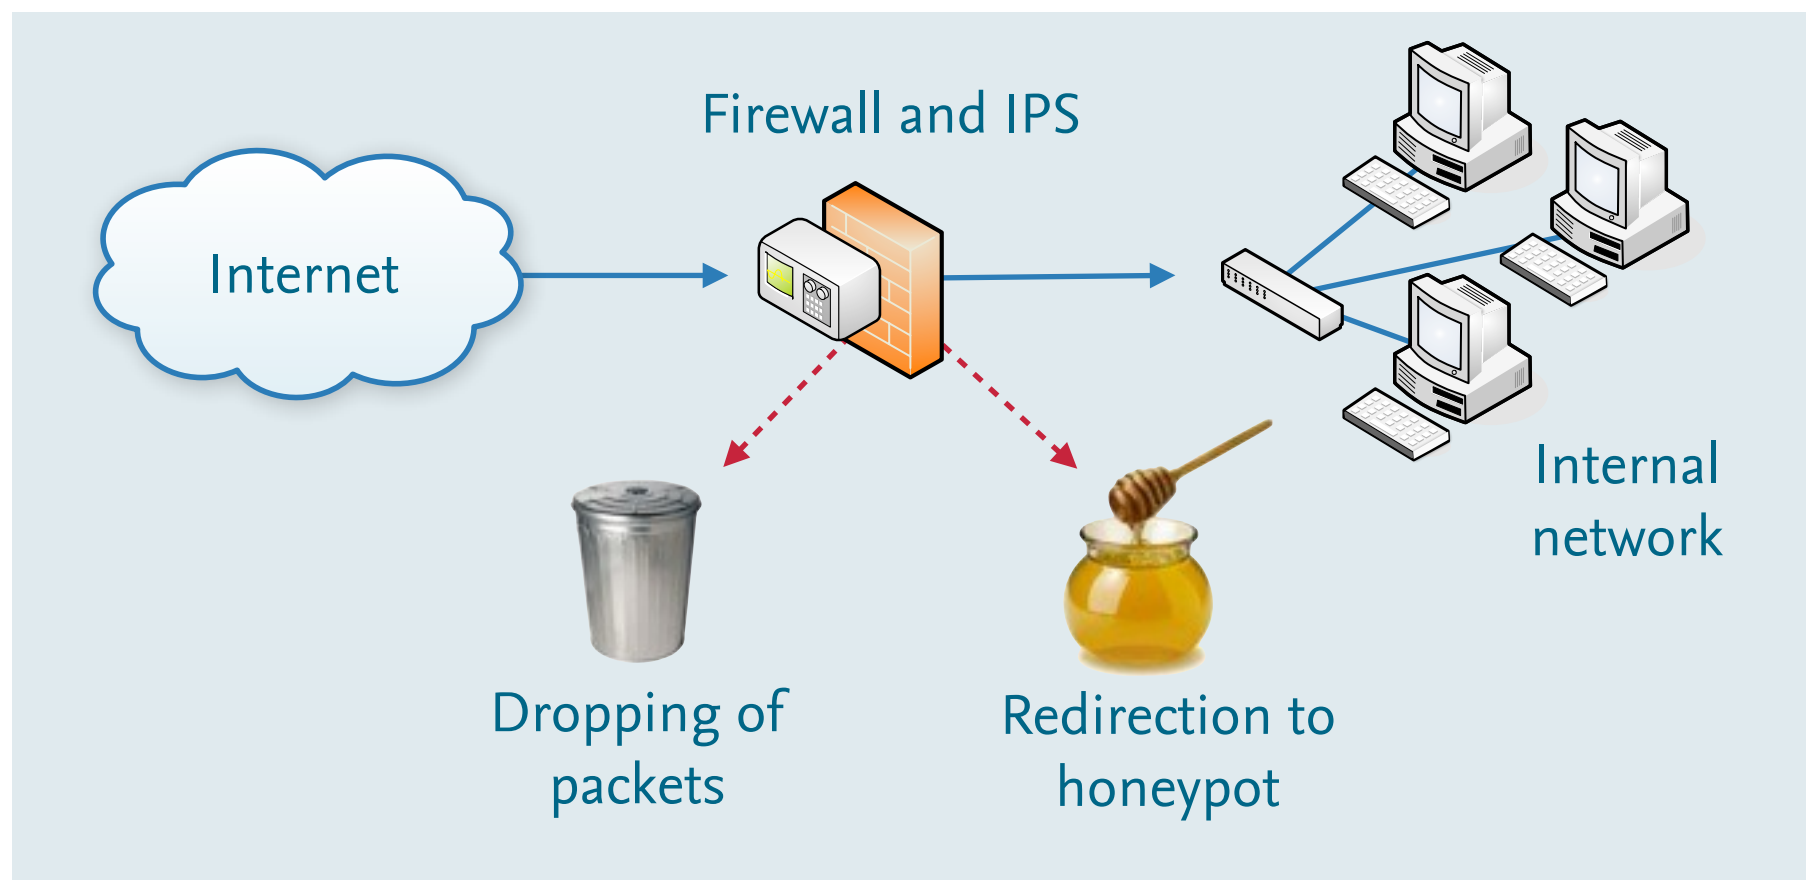 Firewall and IPS
Internet
Internal
network
Dropping of
packets
Redirection to
honeypot